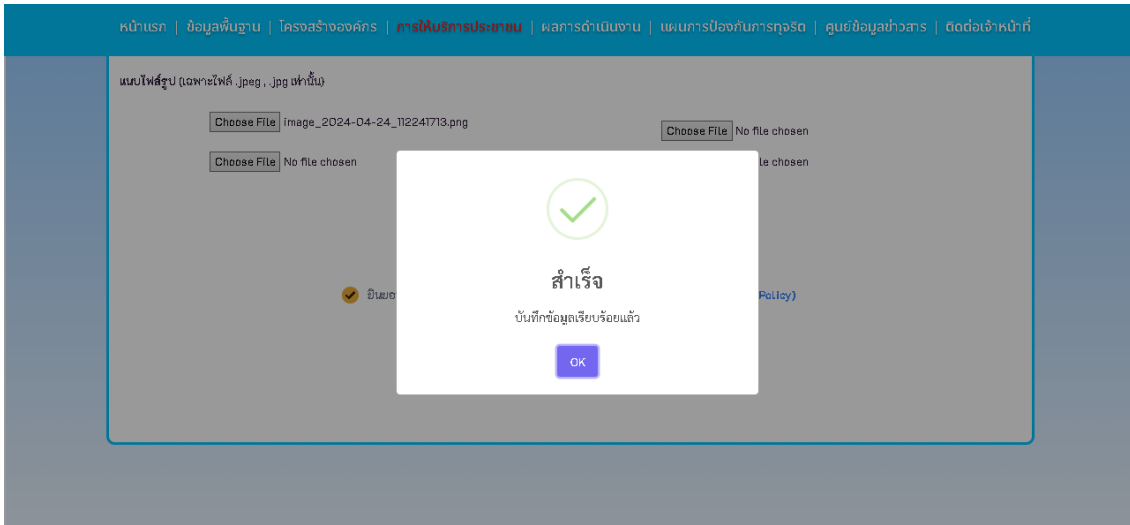 หน้าแรก | ข้อมูลพื้นฐาน | โครงสร้างองค์กร | การให้บริการประชาชน | ผลการดำเนินงาน | แผนการป้องกันการทุจริต | ศูนย์ข้อมูลข่าวสาร | ติดต่อเจ้าหน้าที่
แนบไฟล์รูป (เฉพาะไฟล์ .jpeg , .jpg เท่านั้น)
Choose File image_2024-04-24_112241713.png
Choose File No file chosen
Choose File No file chosen
le chosen
สำเร็จ
ยินยอ
Policy)
บันทึกข้อมูลเรียบร้อยแล้ว
OK